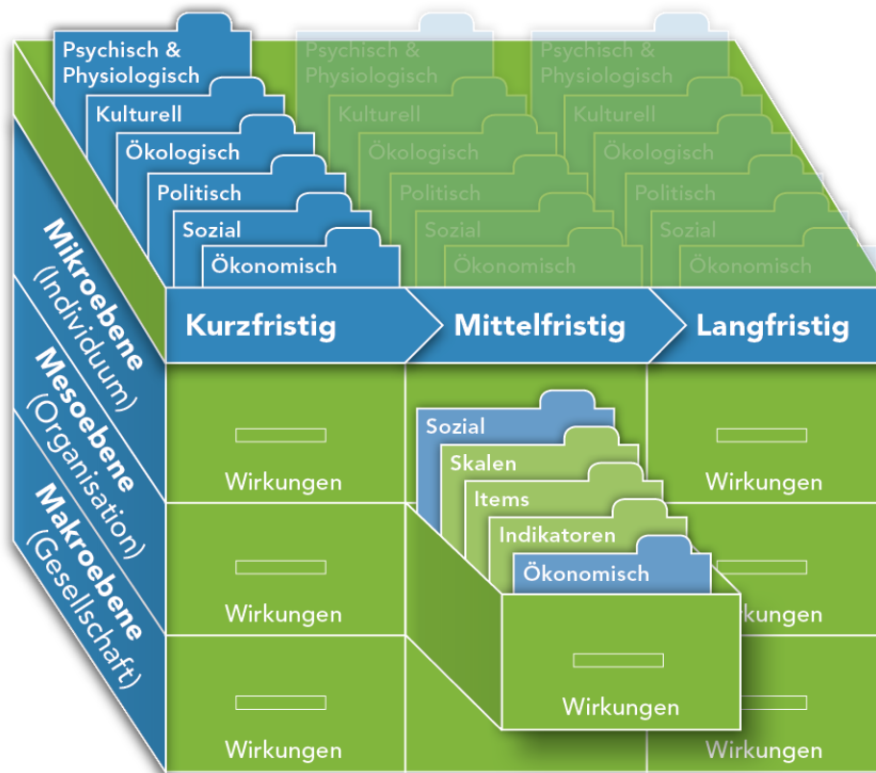 Psychisch &
Physiologisch
Kulturell
Ökologisch
Politisch
Sozial
Ökonomisch
Psychisch &
Physiologisch
Kulturell
Ökologisch
Politisch
Sozial
Ökonomisch
Psychisch &
Physiologisch
Kulturell
Ökologisch
Politisch
Sozial
Ökonomisch
Mikroebene
(Individuum)
Mesoebene
(Organisation)
Makroebene
(Gesellschaft)
Kurzfristig
Mittelfristig
Langfristig
Wirkungen
Sozial
Skalen
Items
Indikatoren
Ökonomisch
Wirkungen
Wirkungen
Wirkungen
Wirkungen
Wirkungen
Wirkungen